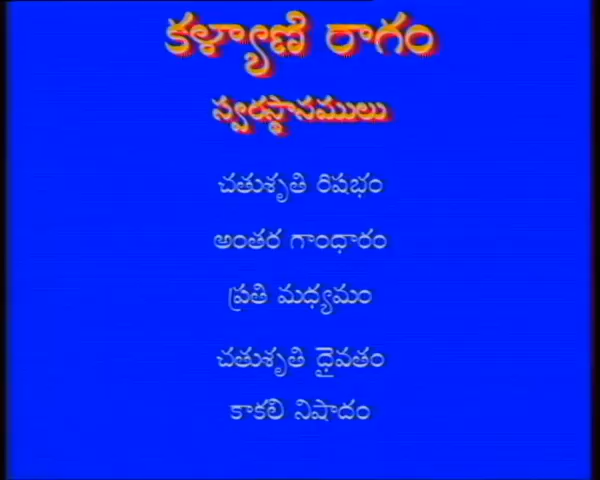 కళ్యాణి రాగం
స్వరస్థానములు
చతుశృతి రిషభం
అంతర గాంధారం
ప్రతి మధ్యమం
చతుశృతి ధైవతం
కాకలి నిషాదం